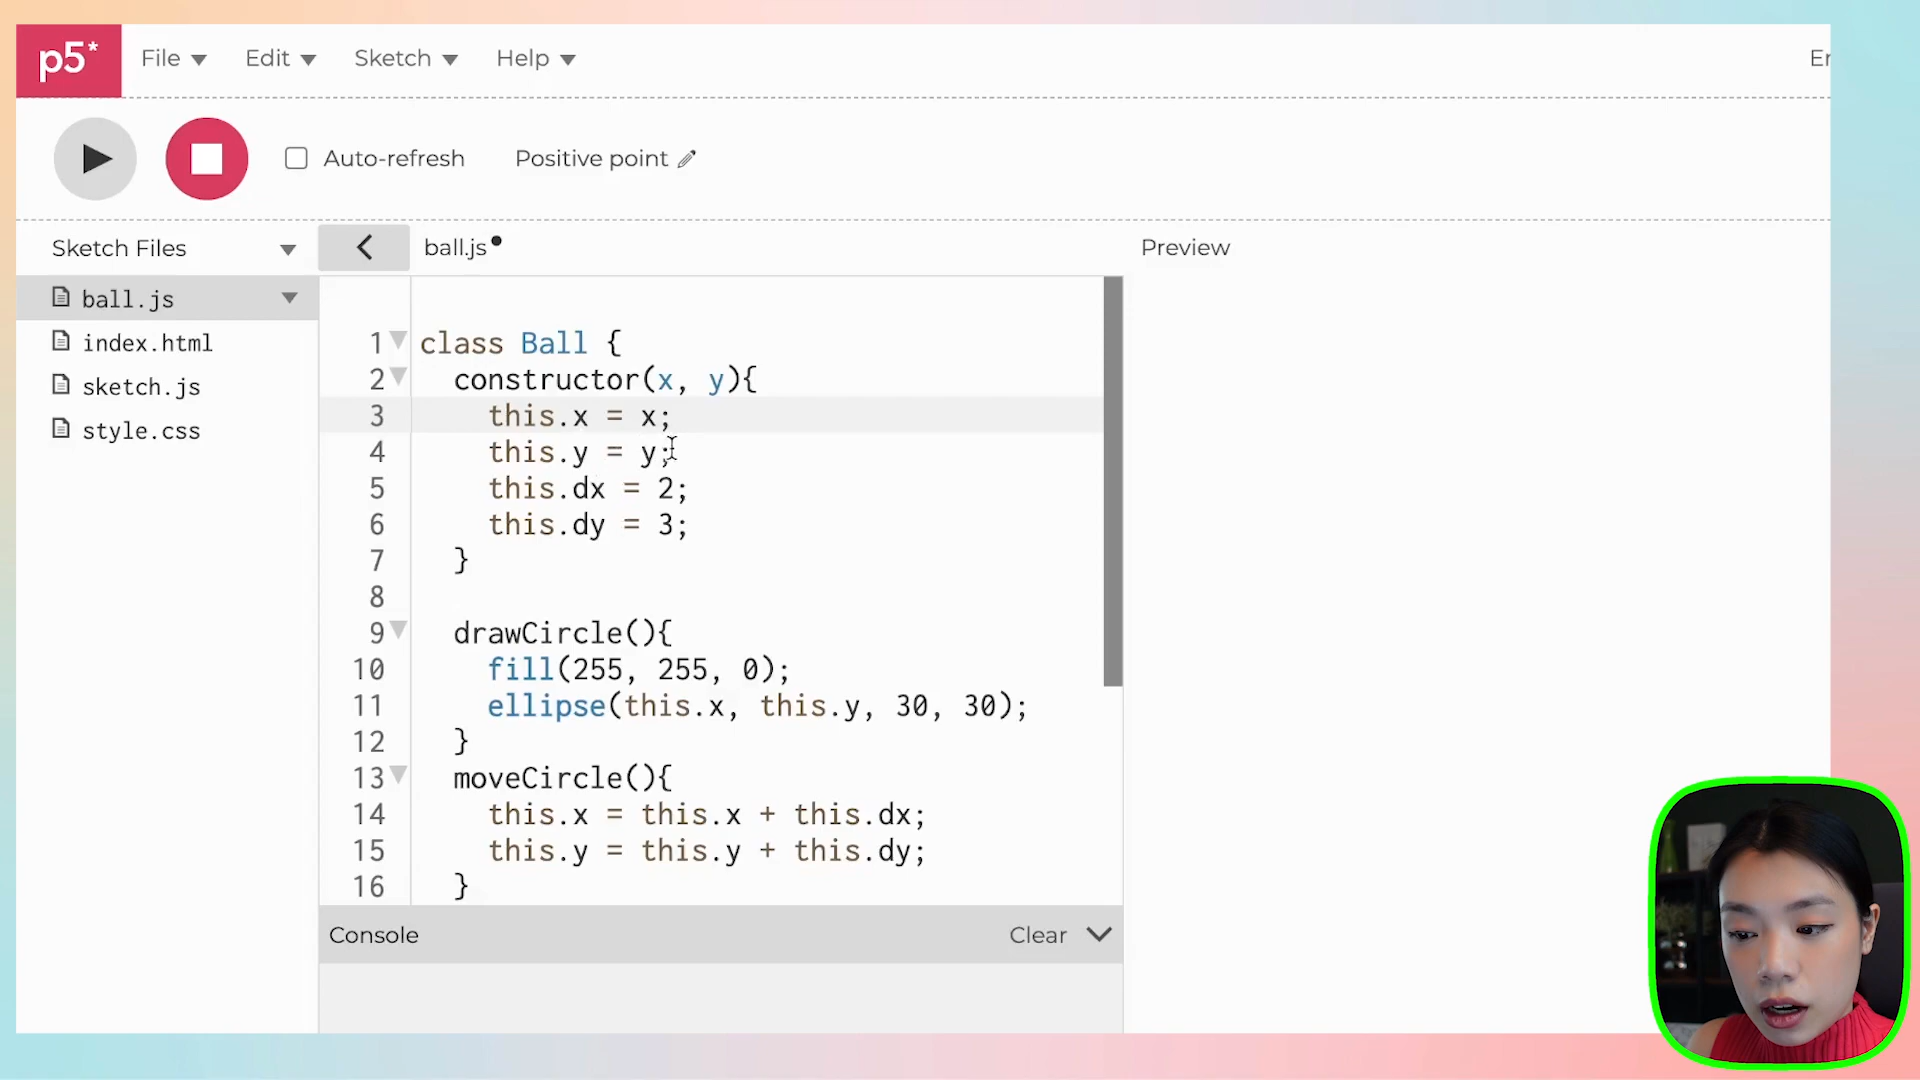 p5* File Edit Sketch Help
Auto-refresh Positive point
Sketch Files
ball.js
index.html
sketch.js
style.css
ball.js
Preview
1 class Ball {
2 constructor(x, y){
3 this.x = x;
4 this.y = y;
5 this.dx = 2;
6 this.dy = 3;
7 }
8
9 drawCircle(){
10 fill(255, 255, 0);
11 ellipse(this.x, this.y, 30, 30);
12 }
13 moveCircle(){
14 this.x = this.x + this.dx;
15 this.y = this.y + this.dy;
16 }
Console Clear